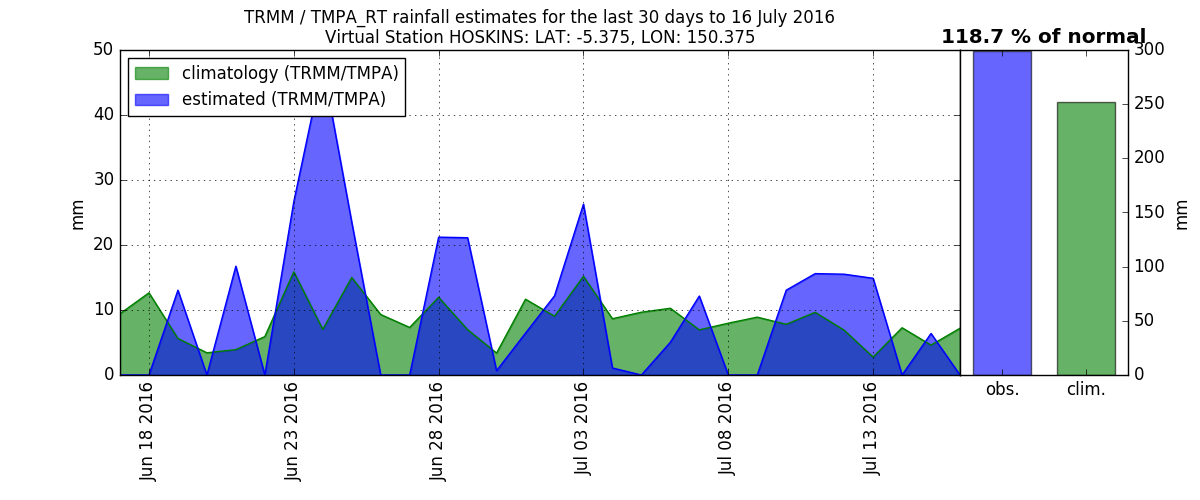 TRMM / TMPA_RT rainfall estimates for the last 30 days to 16 July 2016
Virtual Station HOSKINS: LAT: -5.375, LON: 150.375
118.7 % of normal
climatology (TRMM/TMPA)
estimated (TRMM/TMPA)
50
40
30
20
10
0
mm
300
250
200
150
100
50
0
mm
Jun 18 2016
Jun 23 2016
Jun 28 2016
Jul 03 2016
Jul 08 2016
Jul 13 2016
obs.
clim.